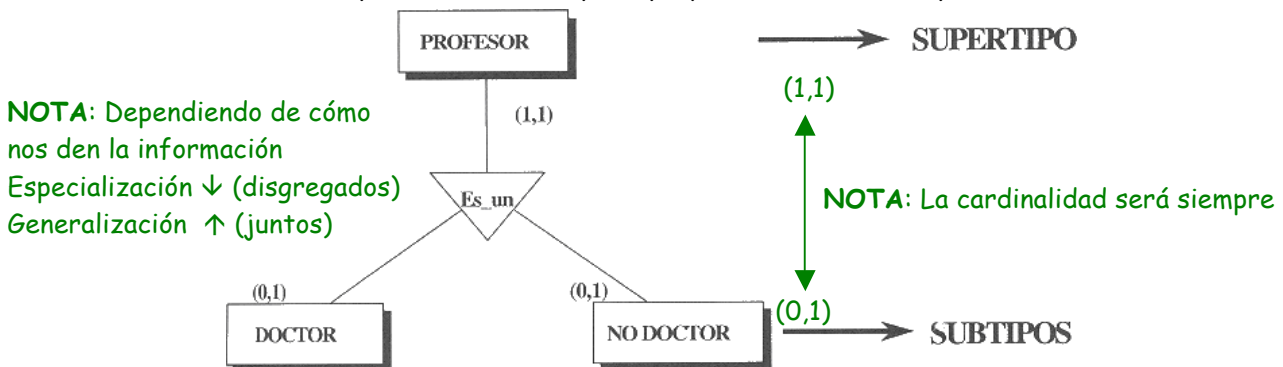 PROFESOR
SUPERTIPO
(1,1)
(1,1)
NOTA: Dependiendo de cómo
nos den la información
Especialización ↓ (disgregados)
Generalización ↑ (juntos)
Es_un
NOTA: La cardinalidad será siempre
(0,1)
(0,1)
(0,1)
DOCTOR
NO DOCTOR
SUBTIPOS